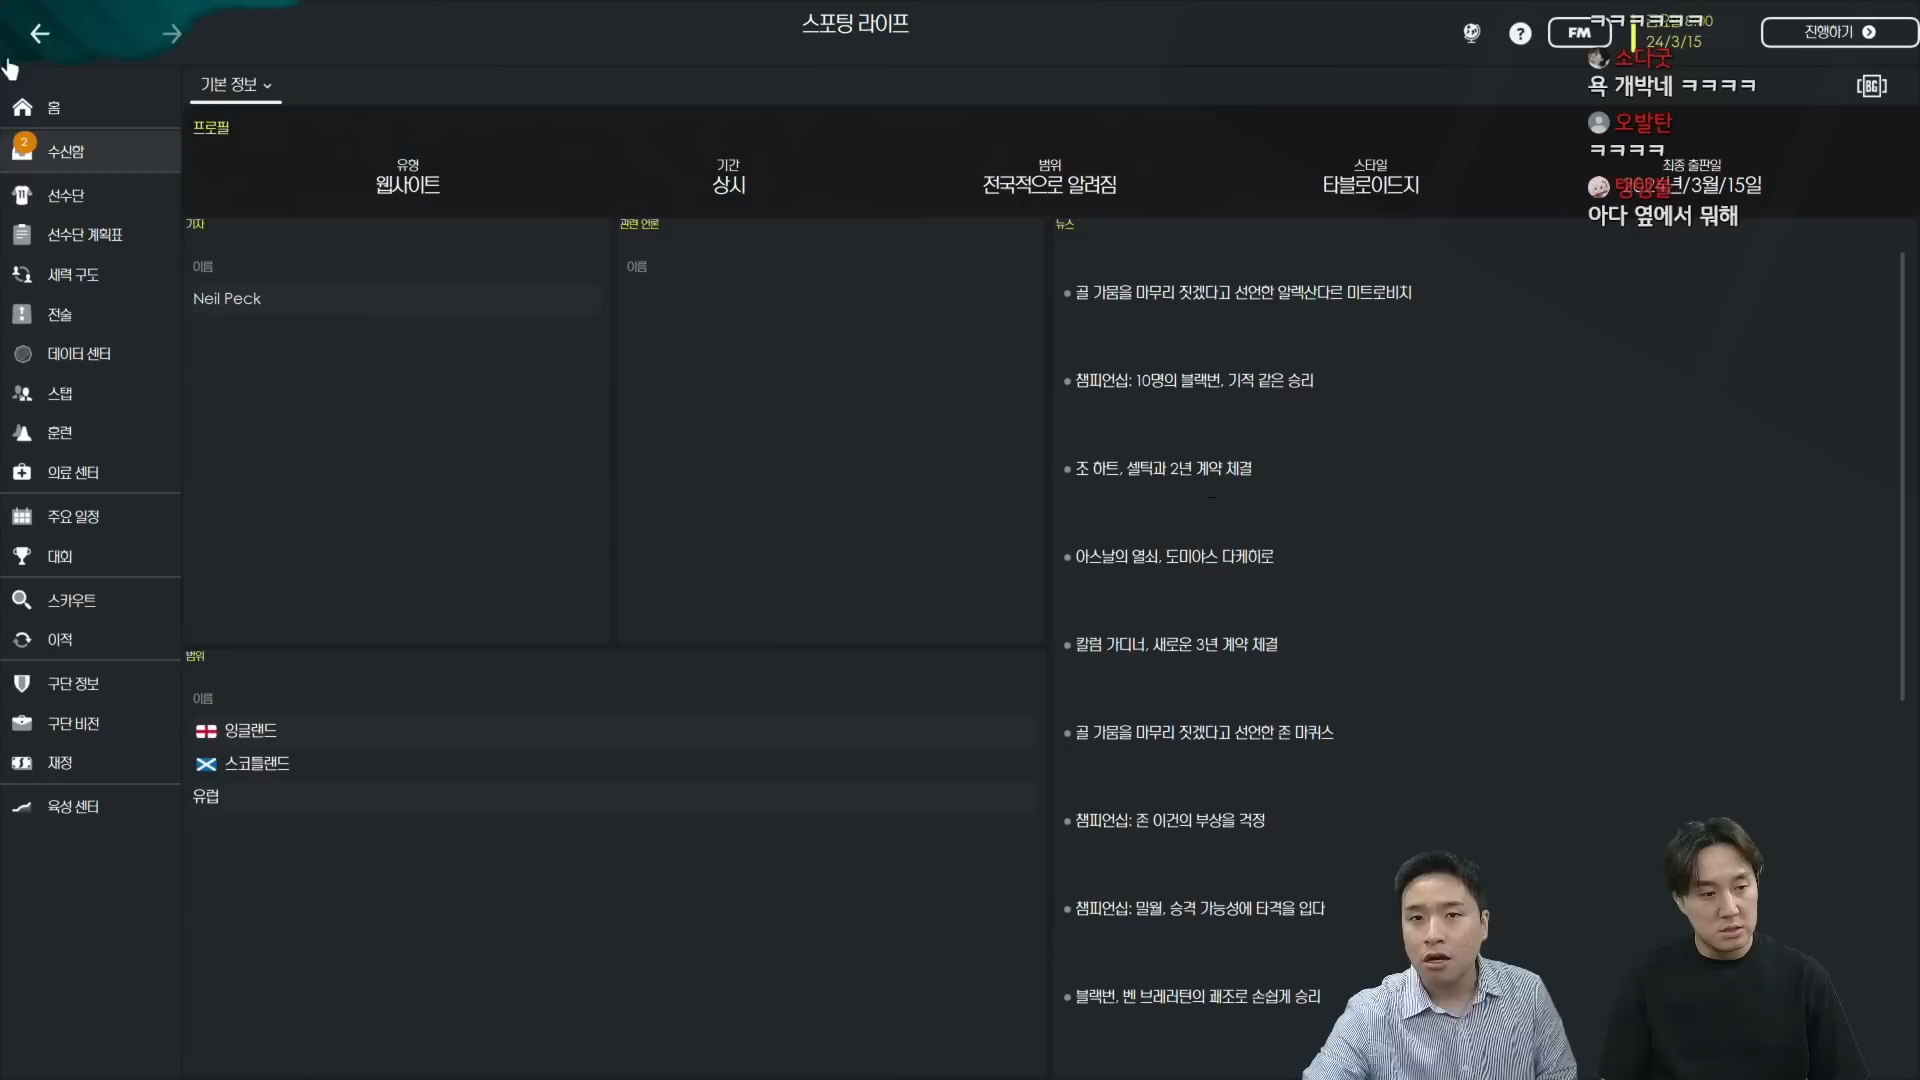 스포팅 라이프
FM
24/3/15
진행하기
ㅋㅋㅋㅋㅋㅋㅋ
소다굿
욕 개박네 ㅋㅋㅋㅋ
오발탄
ㅋㅋㅋㅋ
아다 옆에서 뭐해
기본 정보
[BG]
홈
2
수신함
선수단
선수단 계획표
세력 구도
전술
데이터 센터
스탭
훈련
의료 센터
주요 일정
대회
스카우트
이적
구단 정보
구단 비전
재정
육성 센터
프로필
유형
웹사이트
기간
상시
범위
전국적으로 알려짐
스타일
타블로이드지
최종 출판일
년/3월/15일
기자
이름
Neil Peck
관련 언론
이름
범위
이름
잉글랜드
스코틀랜드
유럽
뉴스
골 가뭄을 마무리 짓겠다고 선언한 알렉산다르 미트로비치
챔피언십: 10명의 블랙번, 기적 같은 승리
조 하트, 셀틱과 2년 계약 체결
아스날의 열쇠, 도미야스 다케히로
칼럼 가디너, 새로운 3년 계약 체결
골 가뭄을 마무리 짓겠다고 선언한 존 마퀴스
챔피언십: 존 이건의 부상을 걱정
챔피언십: 밀월, 승격 가능성에 타격을 입다
블랙번, 벤 브레러턴의 쾌조로 손쉽게 승리